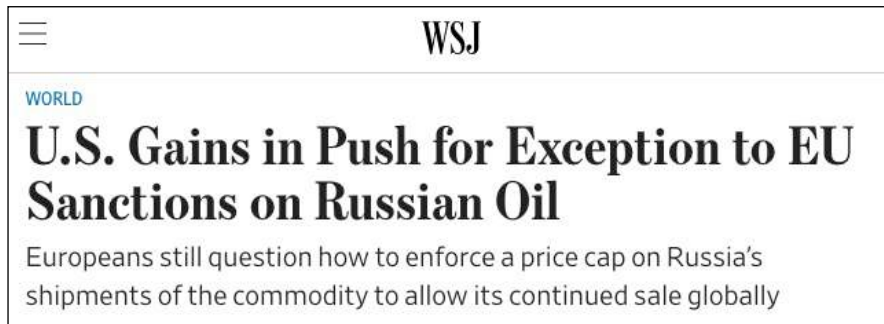 WSJ
WORLD
U.S. Gains in Push for Exception to EU
Sanctions on Russian Oil
Europeans still question how to enforce a price cap on Russia’s
shipments of the commodity to allow its continued sale globally